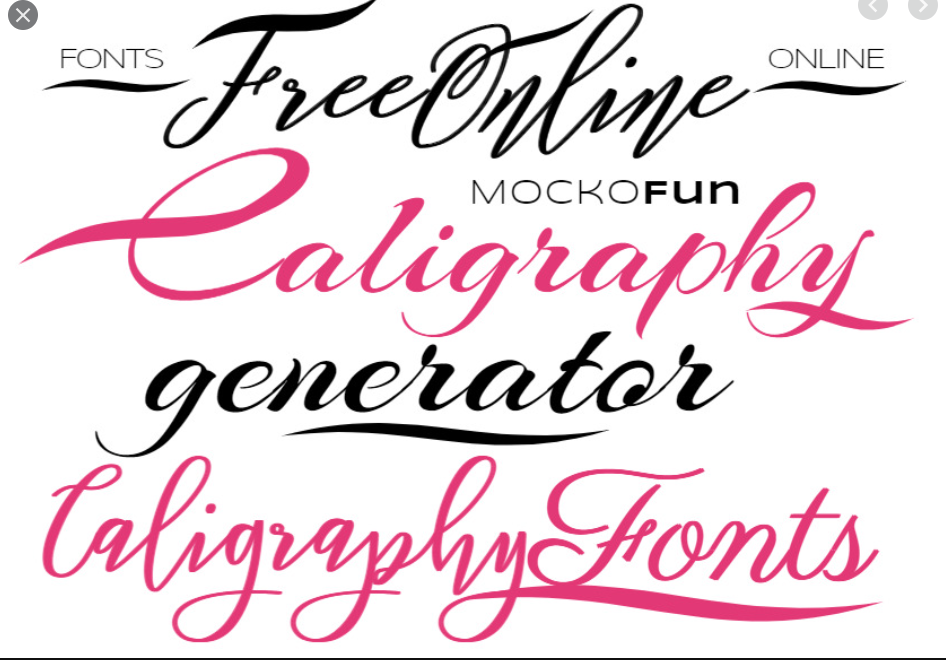 FONTS FreeOnline ONLINE
MOCKOFUN
Caligraphy
generator
CaligraphyFonts